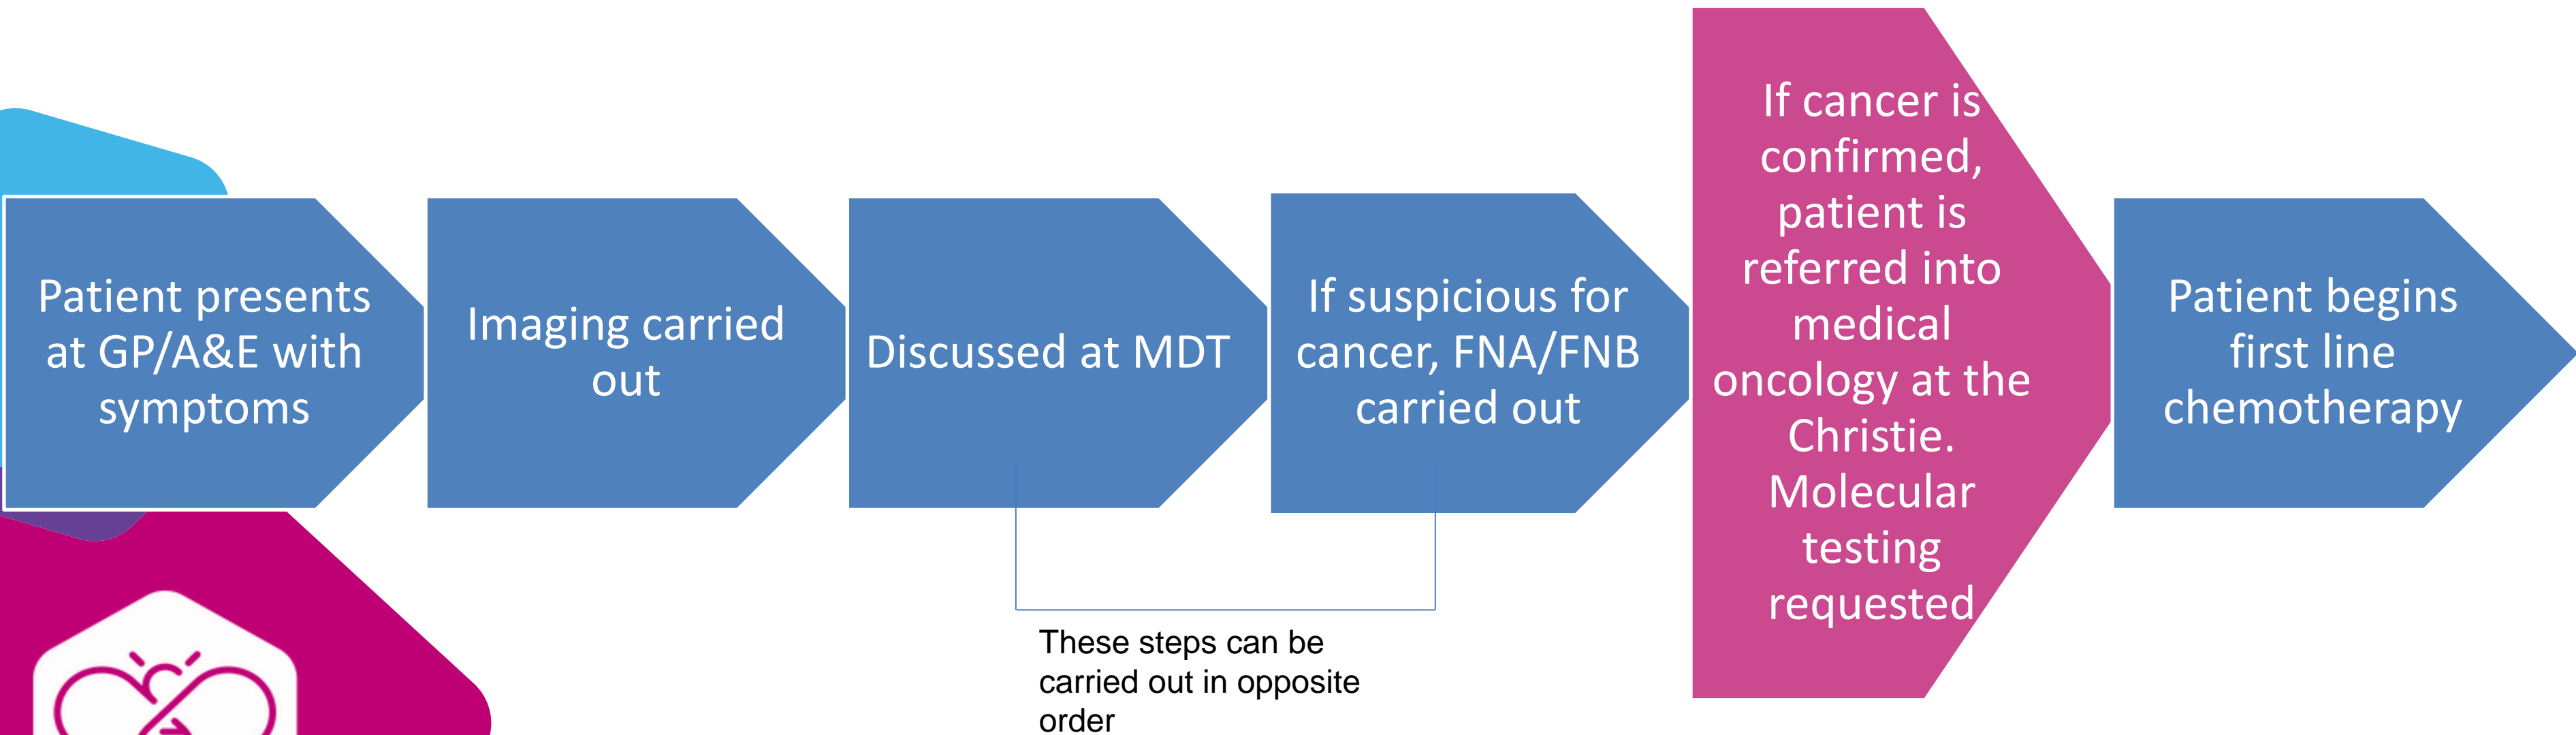 Patient presents
at GP/A&E with
symptoms
Imaging carried
out
Discussed at MDT
If suspicious for
cancer, FNA/FNB
carried out
If cancer is
confirmed,
patient is
referred into
medical
oncology at the
Christie.
Molecular
testing
requested
Patient begins
first line
chemotherapy
These steps can be
carried out in opposite
order